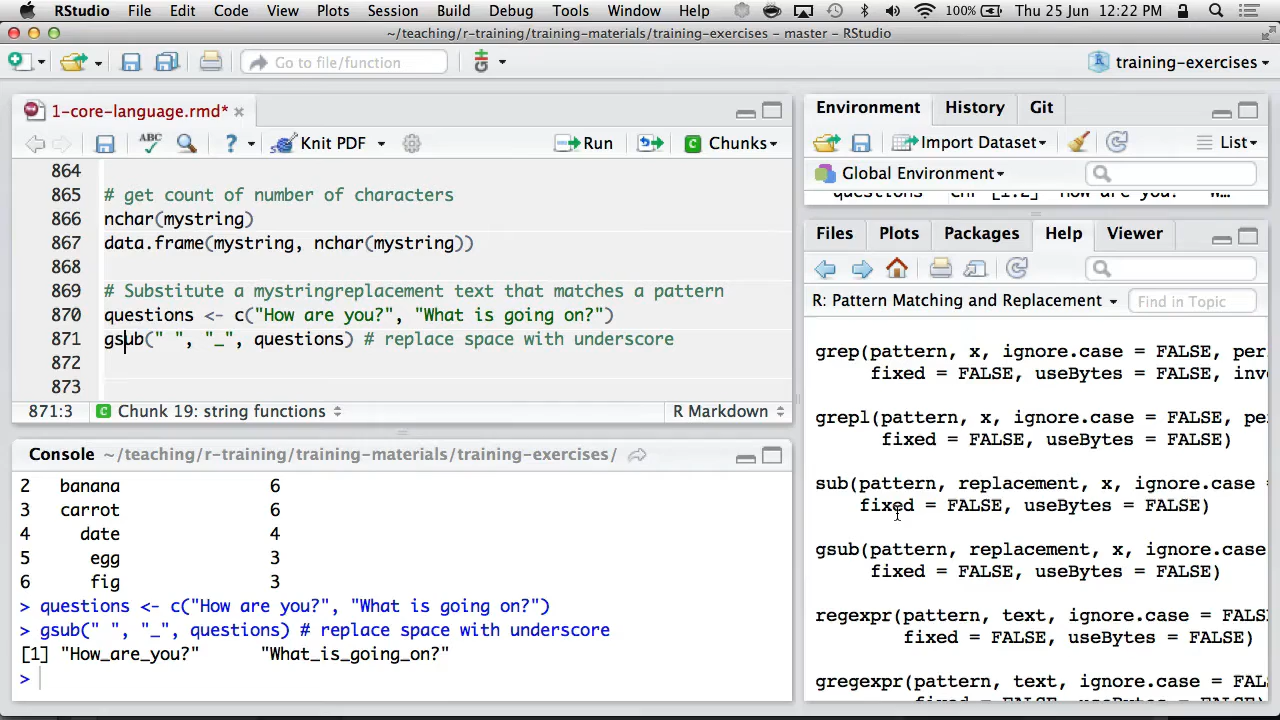 RStudio File Edit Code View Plots Session Build Debug Tools Window Help 100% Thu 25 Jun 12:22 PM
~/teaching/r-training/training-materials/training-exercises - master - RStudio
Go to file/function training-exercises
1-core-language.rmd*
ABC ? Knit PDF Run Chunks
864
865 # get count of number of characters
866 nchar(mystring)
867 data.frame(mystring, nchar(mystring))
868
869 # Substitute a mystringreplacement text that matches a pattern
870 questions <- c("How are you?", "What is going on?")
871 gsub(" ", "_", questions) # replace space with underscore
872
873
871:3 C Chunk 19: string functions R Markdown
Console ~/teaching/r-training/training-materials/training-exercises/
2 banana 6
3 carrot 6
4 date 4
5 egg 3
6 fig 3
> questions <- c("How are you?", "What is going on?")
> gsub(" ", "_", questions) # replace space with underscore
[1] "How_are_you?" "What_is_going_on?"
>
Environment History Git
Import Dataset List
Global Environment
Files Plots Packages Help Viewer
R: Pattern Matching and Replacement Find in Topic
grep(pattern, x, ignore.case = FALSE, per
fixed = FALSE, useBytes = FALSE, inv
grepl(pattern, x, ignore.case = FALSE, pe
fixed = FALSE, useBytes = FALSE)
sub(pattern, replacement, x, ignore.case =
fixed = FALSE, useBytes = FALSE)
gsub(pattern, replacement, x, ignore.case
fixed = FALSE, useBytes = FALSE)
regexpr(pattern, text, ignore.case = FALS
fixed = FALSE, useBytes = FALSE)
gregexpr(pattern, text, ignore.case = FAL